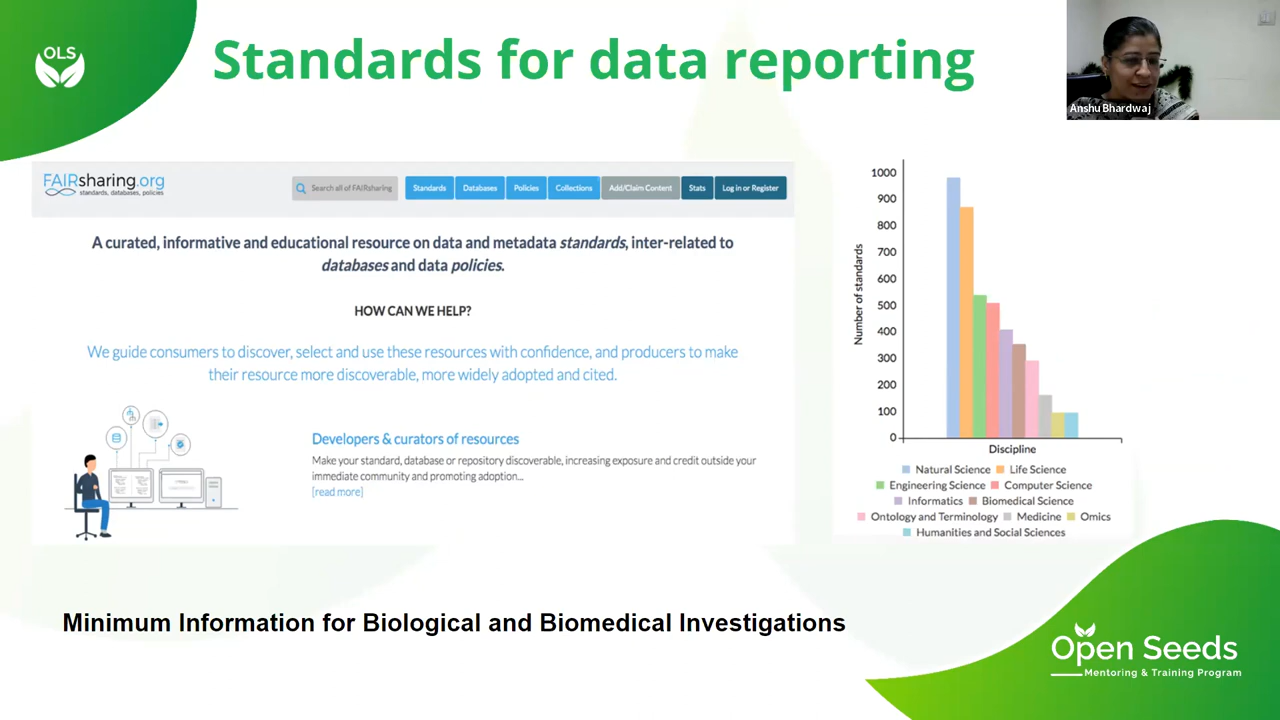 OLS
Standards for data reporting
Anshu Bhardwaj
FAIRsharing.org
standards, databases, policies
Search all of FAIRsharing
Standards
Databases
Policies
Collections
Add/Claim Content
Stats
Log in or Register
A curated, informative and educational resource on data and metadata standards, inter-related to
databases and data policies.
HOW CAN WE HELP?
We guide consumers to discover, select and use these resources with confidence, and producers to make
their resource more discoverable, more widely adopted and cited.
Developers & curators of resources
Make your standard, database or repository discoverable, increasing exposure and credit outside your
immediate community and promoting adoption...
[read more]
Number of standards
1000
900
800
700
600
500
400
300
200
100
0
Discipline
Natural Science Life Science
Engineering Science Computer Science
Informatics Biomedical Science
Ontology and Terminology Medicine Omics
Humanities and Social Sciences
Minimum Information for Biological and Biomedical Investigations
Open Seeds
Mentoring & Training Program